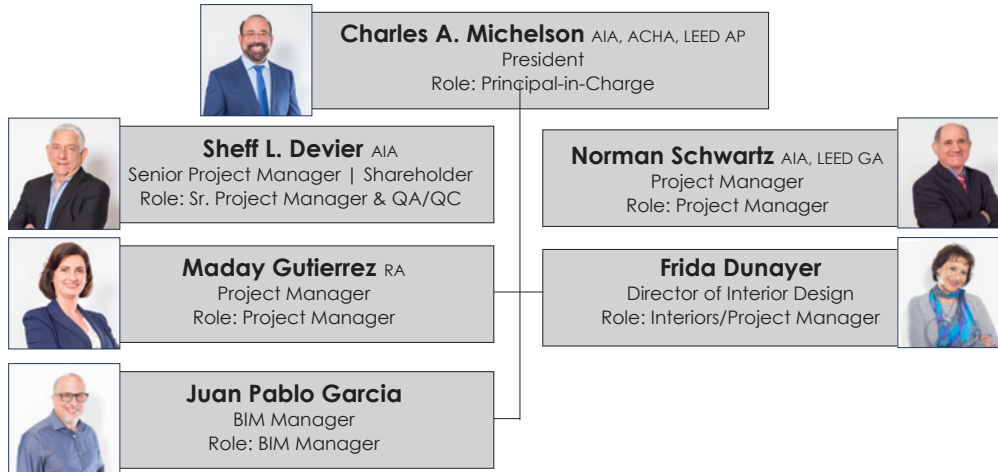 Charles A. Michelson AIA, ACHA, LEED AP
President
Role: Principal-in-Charge
Sheff L. Devier AIA
Senior Project Manager | Shareholder
Role: Sr. Project Manager & QA/QC
Norman Schwartz AIA, LEED GA
Project Manager
Role: Project Manager
Maday Gutierrez RA
Project Manager
Role: Project Manager
Frida Dunayer
Director of Interior Design
Role: Interiors/Project Manager
Juan Pablo Garcia
BIM Manager
Role: BIM Manager